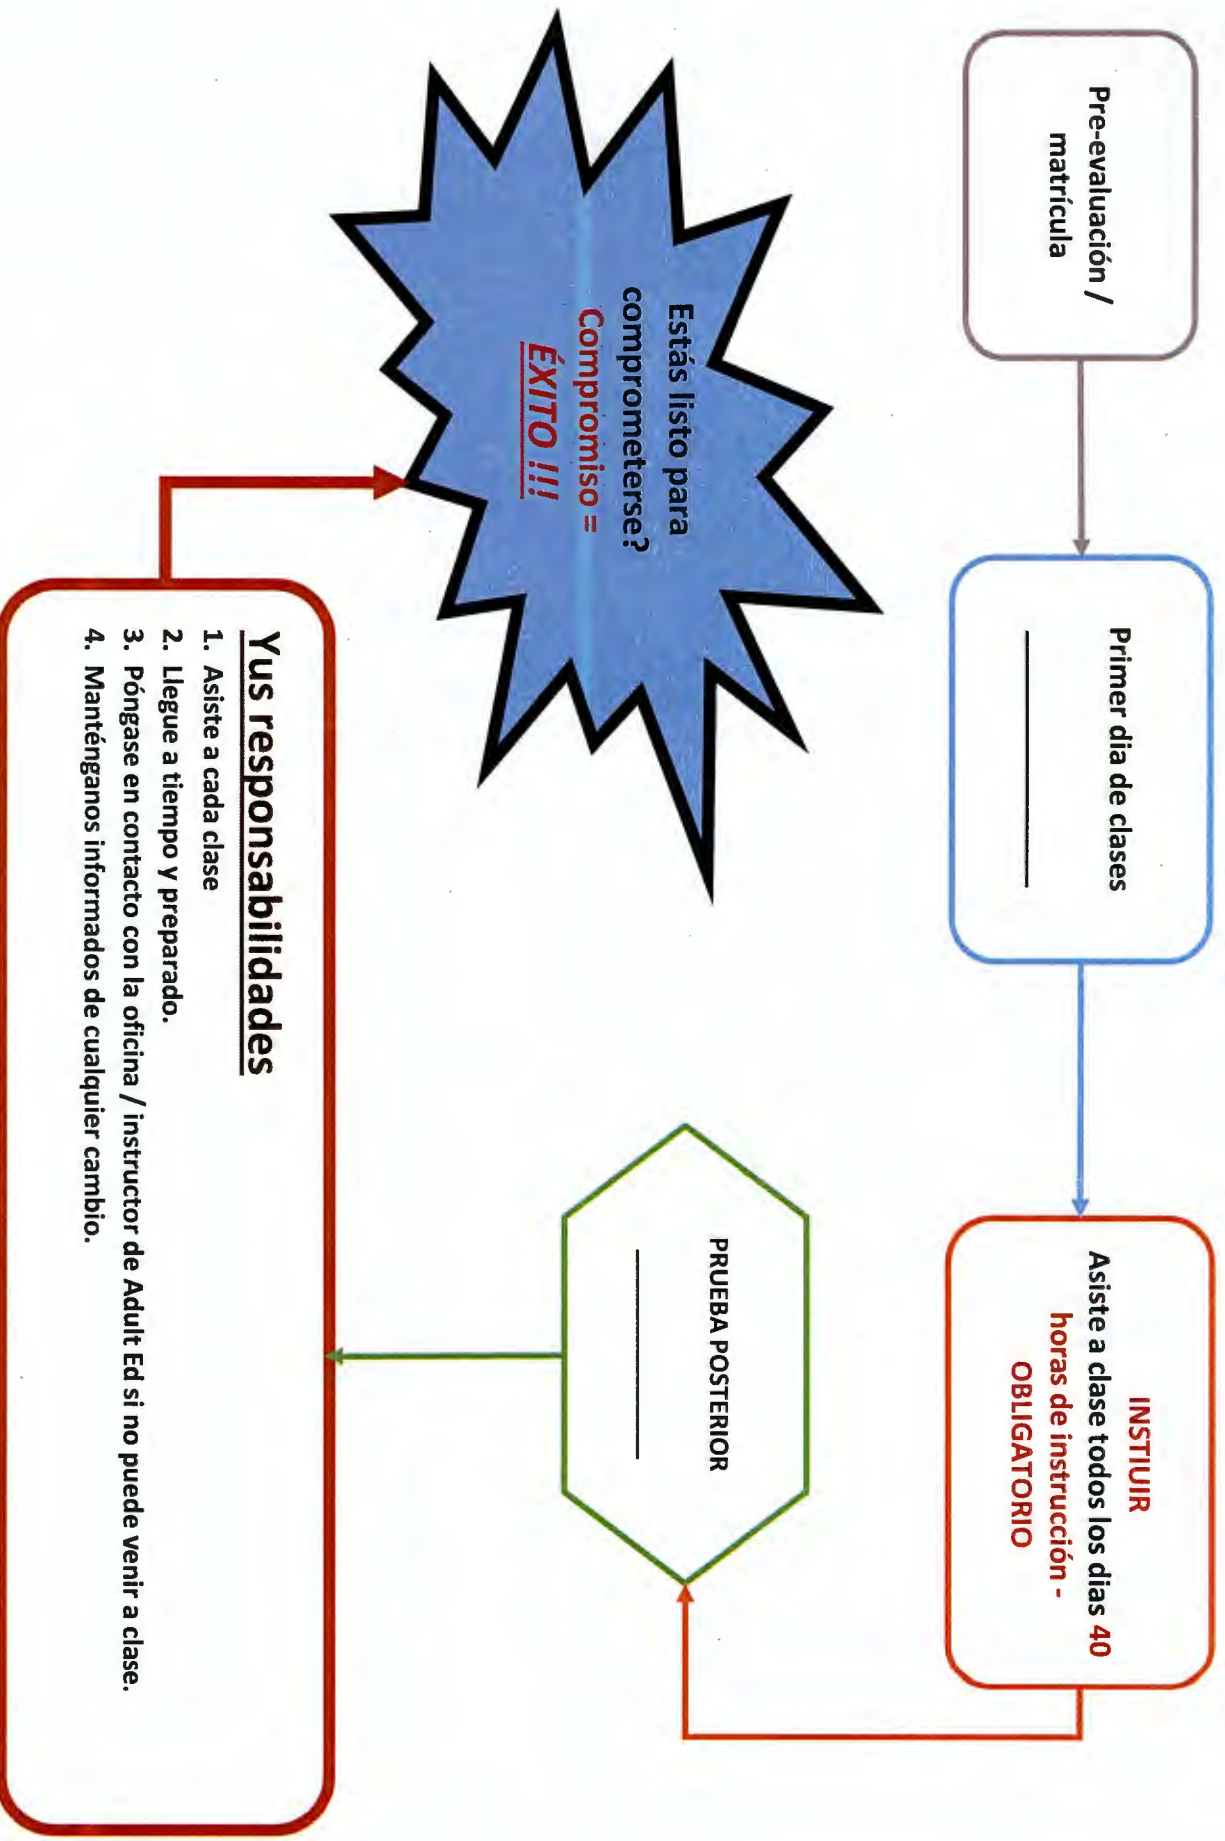 Pre-evaluación /
matrícula
Primer dia de clases
INSTIUIR
Asiste a clase todos los dias 40
horas de instrucción -
OBLIGATORIO
PRUEBA POSTERIOR
Yus responsabilidades
1. Asiste a cada clase
2. Llegue a tiempo y preparado.
3. Póngase en contacto con la oficina / instructor de Adult Ed si no puede venir a clase.
4. Manténganos informados de cualquier cambio.
Estás listo para
comprometerse?
Compromiso =
ÉXITO !!!